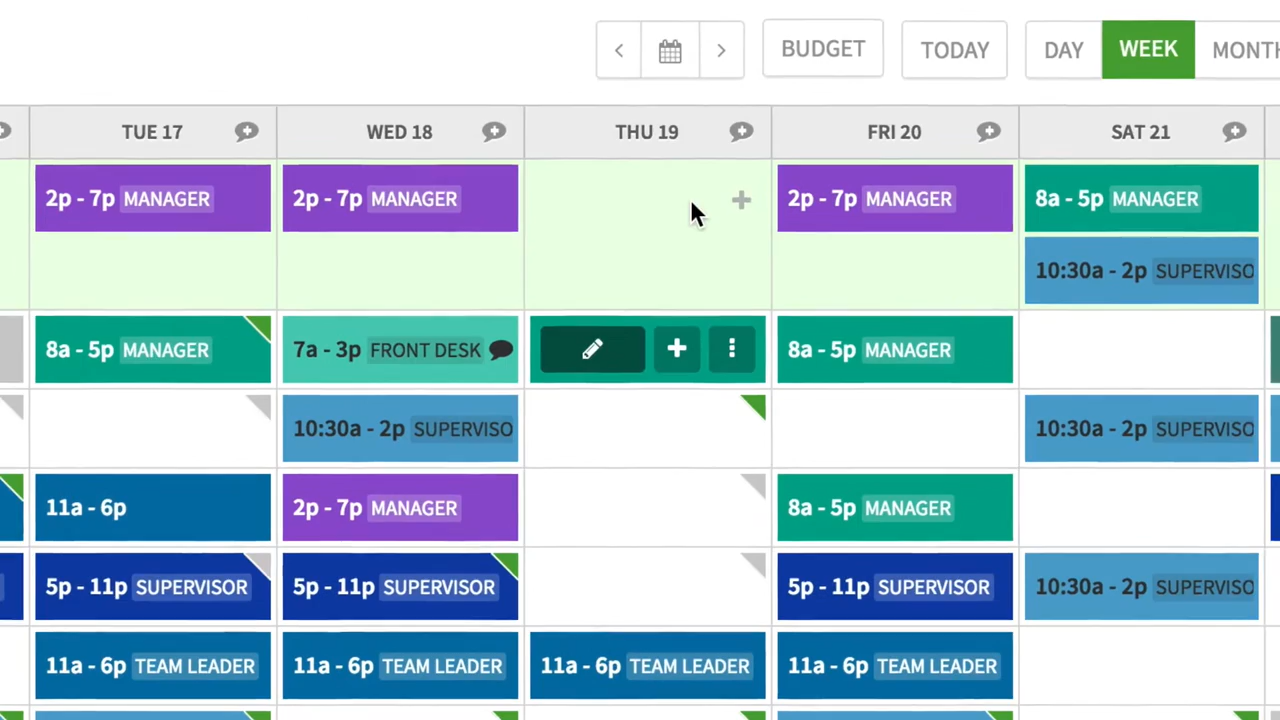 BUDGET TODAY DAY WEEK MONTH
TUE 17 WED 18 THU 19 FRI 20 SAT 21
2p - 7p MANAGER 2p - 7p MANAGER 2p - 7p MANAGER 8a - 5p MANAGER
10:30a - 2p SUPERVISO
8a - 5p MANAGER 7a - 3p FRONT DESK 8a - 5p MANAGER
10:30a - 2p SUPERVISO 10:30a - 2p SUPERVISO
11a - 6p 2p - 7p MANAGER 8a - 5p MANAGER
5p - 11p SUPERVISOR 5p - 11p SUPERVISOR 5p - 11p SUPERVISOR 10:30a - 2p SUPERVISO
11a - 6p TEAM LEADER 11a - 6p TEAM LEADER 11a - 6p TEAM LEADER 11a - 6p TEAM LEADER